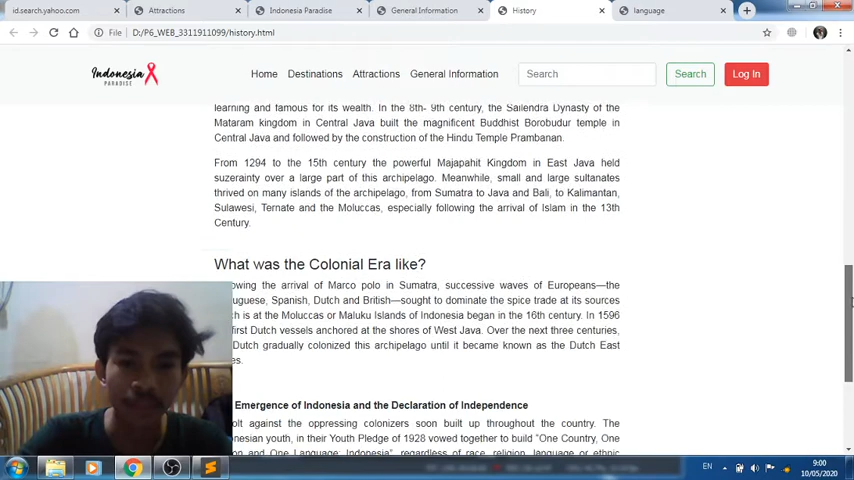 id.search.yahoo.com
Attractions
Indonesia Paradise
General Information
History
language
File D:/P6_WEB_3311911099/history.html
Indonesia
PARADISE
Home Destinations Attractions General Information Search Search Log In
learning and famous for its wealth. In the 8th- 9th century, the Sailendra Dynasty of the
Mataram kingdom in Central Java built the magnificent Buddhist Borobudur temple in
Central Java and followed by the construction of the Hindu Temple Prambanan.
From 1294 to the 15th century the powerful Majapahit Kingdom in East Java held
suzerainty over a large part of this archipelago. Meanwhile, small and large sultanates
thrived on many islands of the archipelago, from Sumatra to Java and Bali, to Kalimantan,
Sulawesi, Ternate and the Moluccas, especially following the arrival of Islam in the 13th
Century.
What was the Colonial Era like?
owing the arrival of Marco polo in Sumatra, successive waves of Europeans—the
uguese, Spanish, Dutch and British—sought to dominate the spice trade at its sources
h is at the Moluccas or Maluku Islands of Indonesia began in the 16th century. In 1596
first Dutch vessels anchored at the shores of West Java. Over the next three centuries,
Dutch gradually colonized this archipelago until it became known as the Dutch East
es.
Emergence of Indonesia and the Declaration of Independence
olt against the oppressing colonizers soon built up throughout the country. The
onesian youth, in their Youth Pledge of 1928 vowed together to build "One Country, One
on and One Language: Indonesia", regardless of race, religion, language or ethnic
EN
9:00
10/05/2020